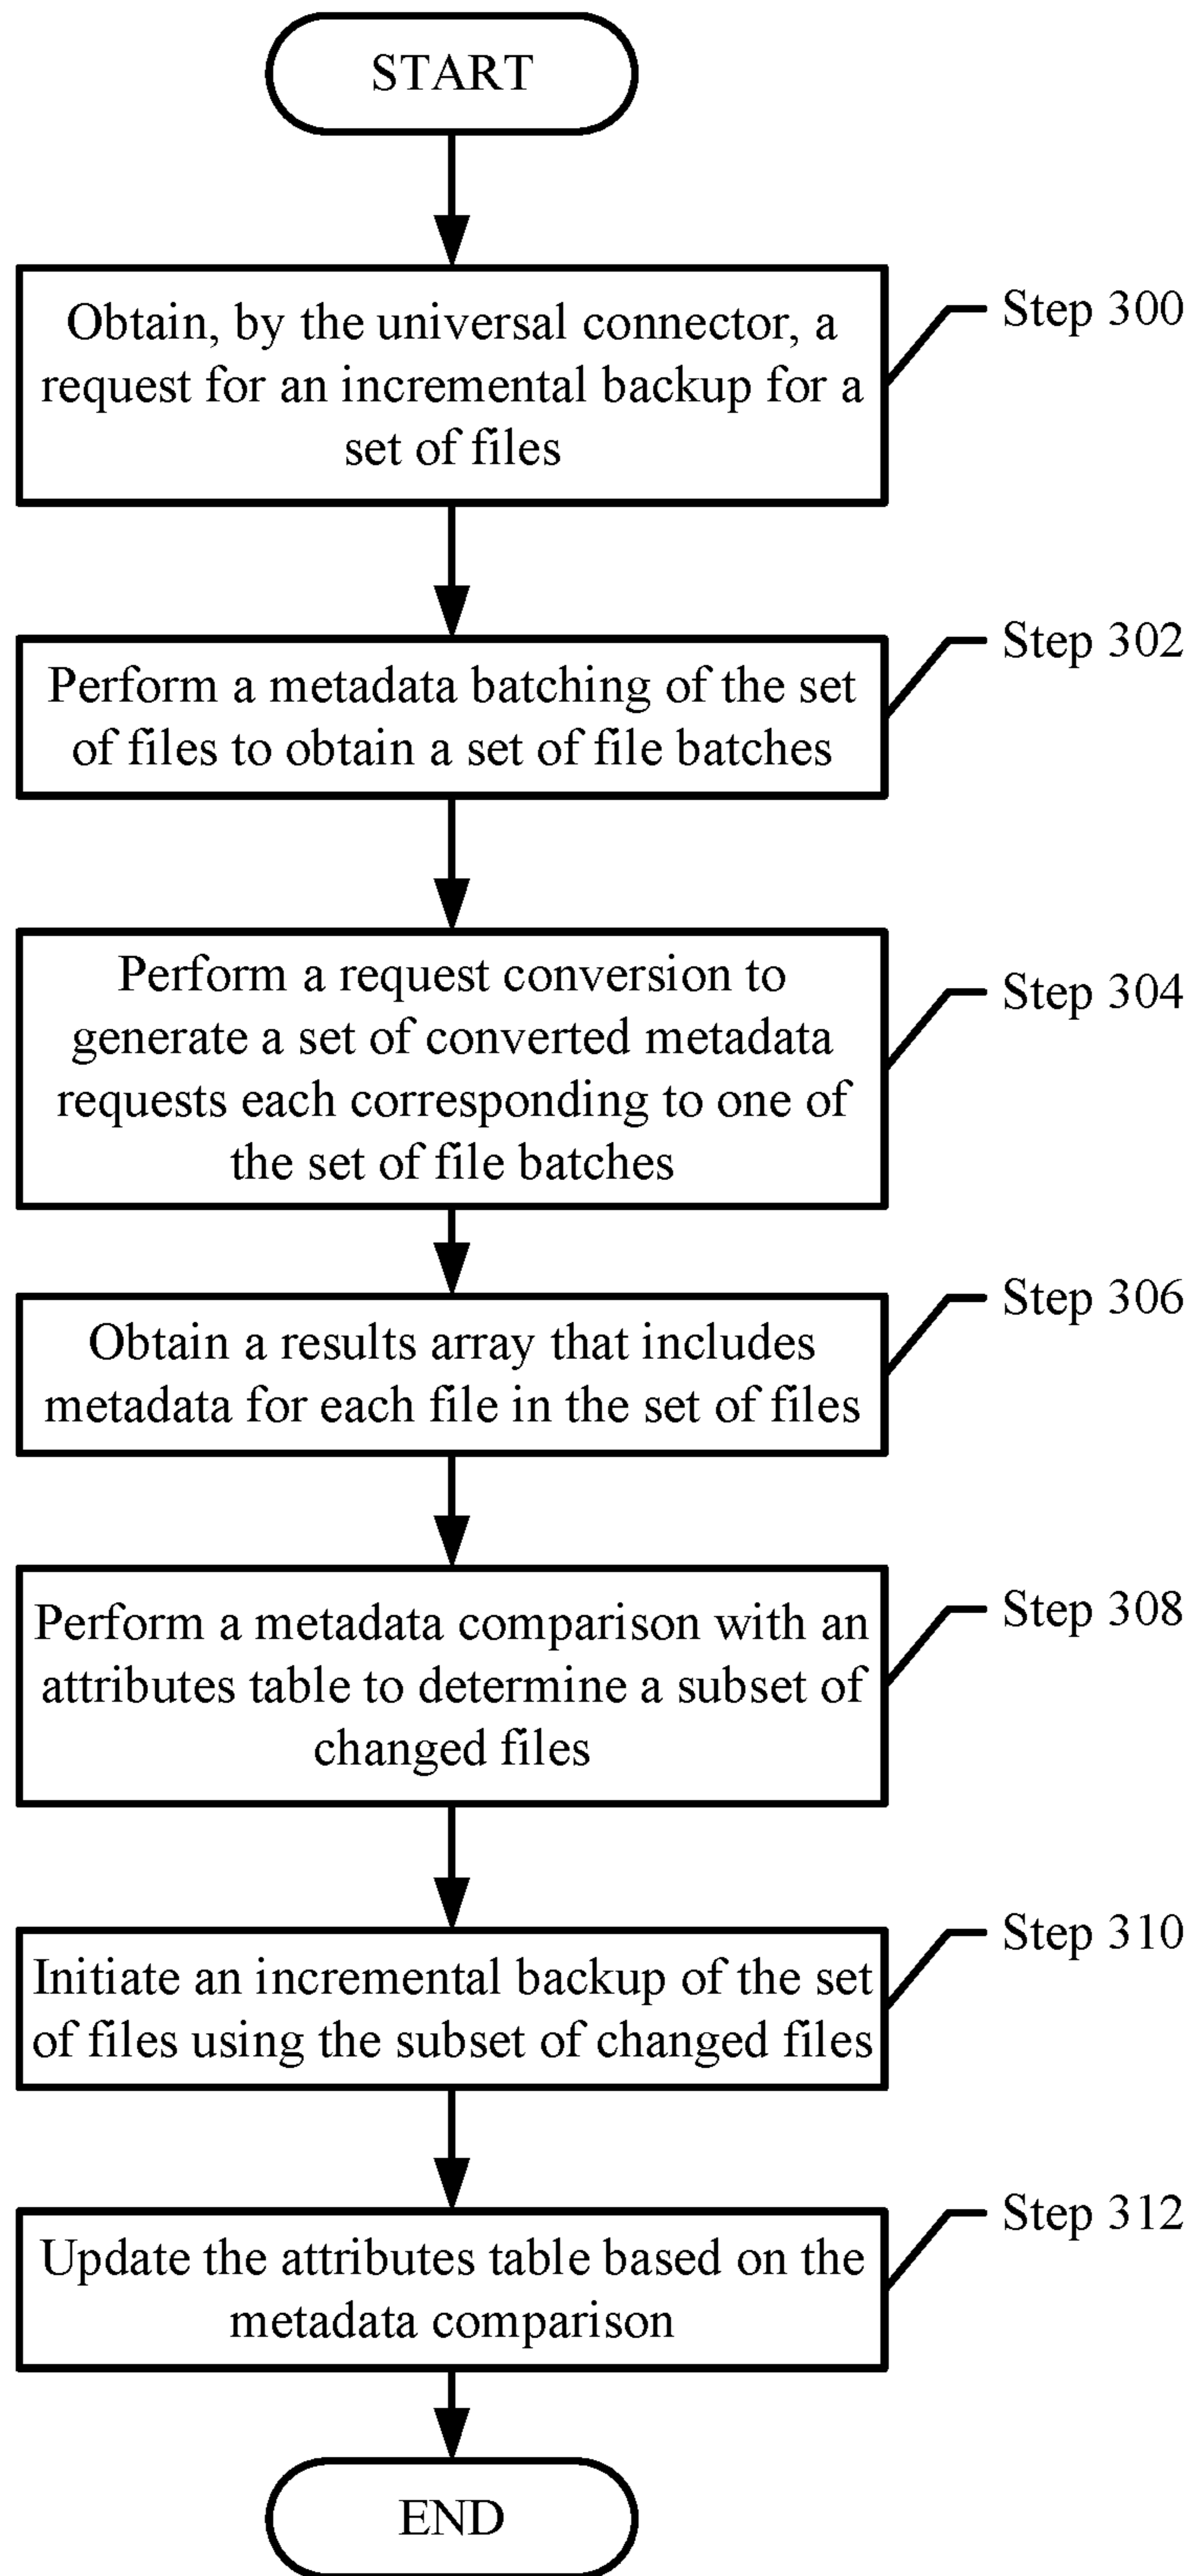 START
Obtain, by the universal connector, a
request for an incremental backup for a
set of files
Step 300
Perform a metadata batching of the set
of files to obtain a set of file batches
Step 302
Perform a request conversion to
generate a set of converted metadata
requests each corresponding to one of
the set of file batches
Step 304
Obtain a results array that includes
metadata for each file in the set of files
Step 306
Perform a metadata comparison with an
attributes table to determine a subset of
changed files
Step 308
Initiate an incremental backup of the set
of files using the subset of changed files
Step 310
Update the attributes table based on the
metadata comparison
Step 312
END